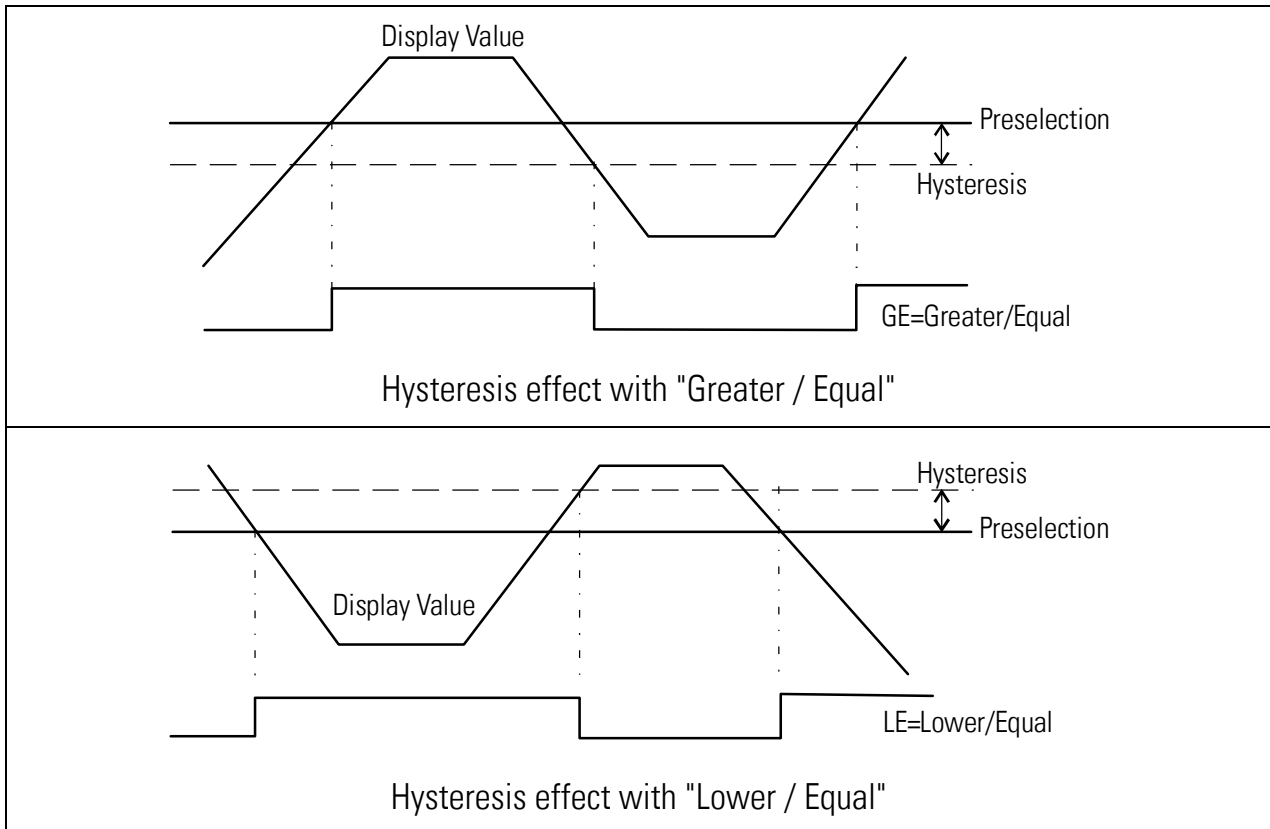 Display Value
Preselection
Hysteresis
GE=Greater/Equal
Hysteresis effect with "Greater / Equal"
Hysteresis
Preselection
Display Value
LE=Lower/Equal
Hysteresis effect with "Lower / Equal"